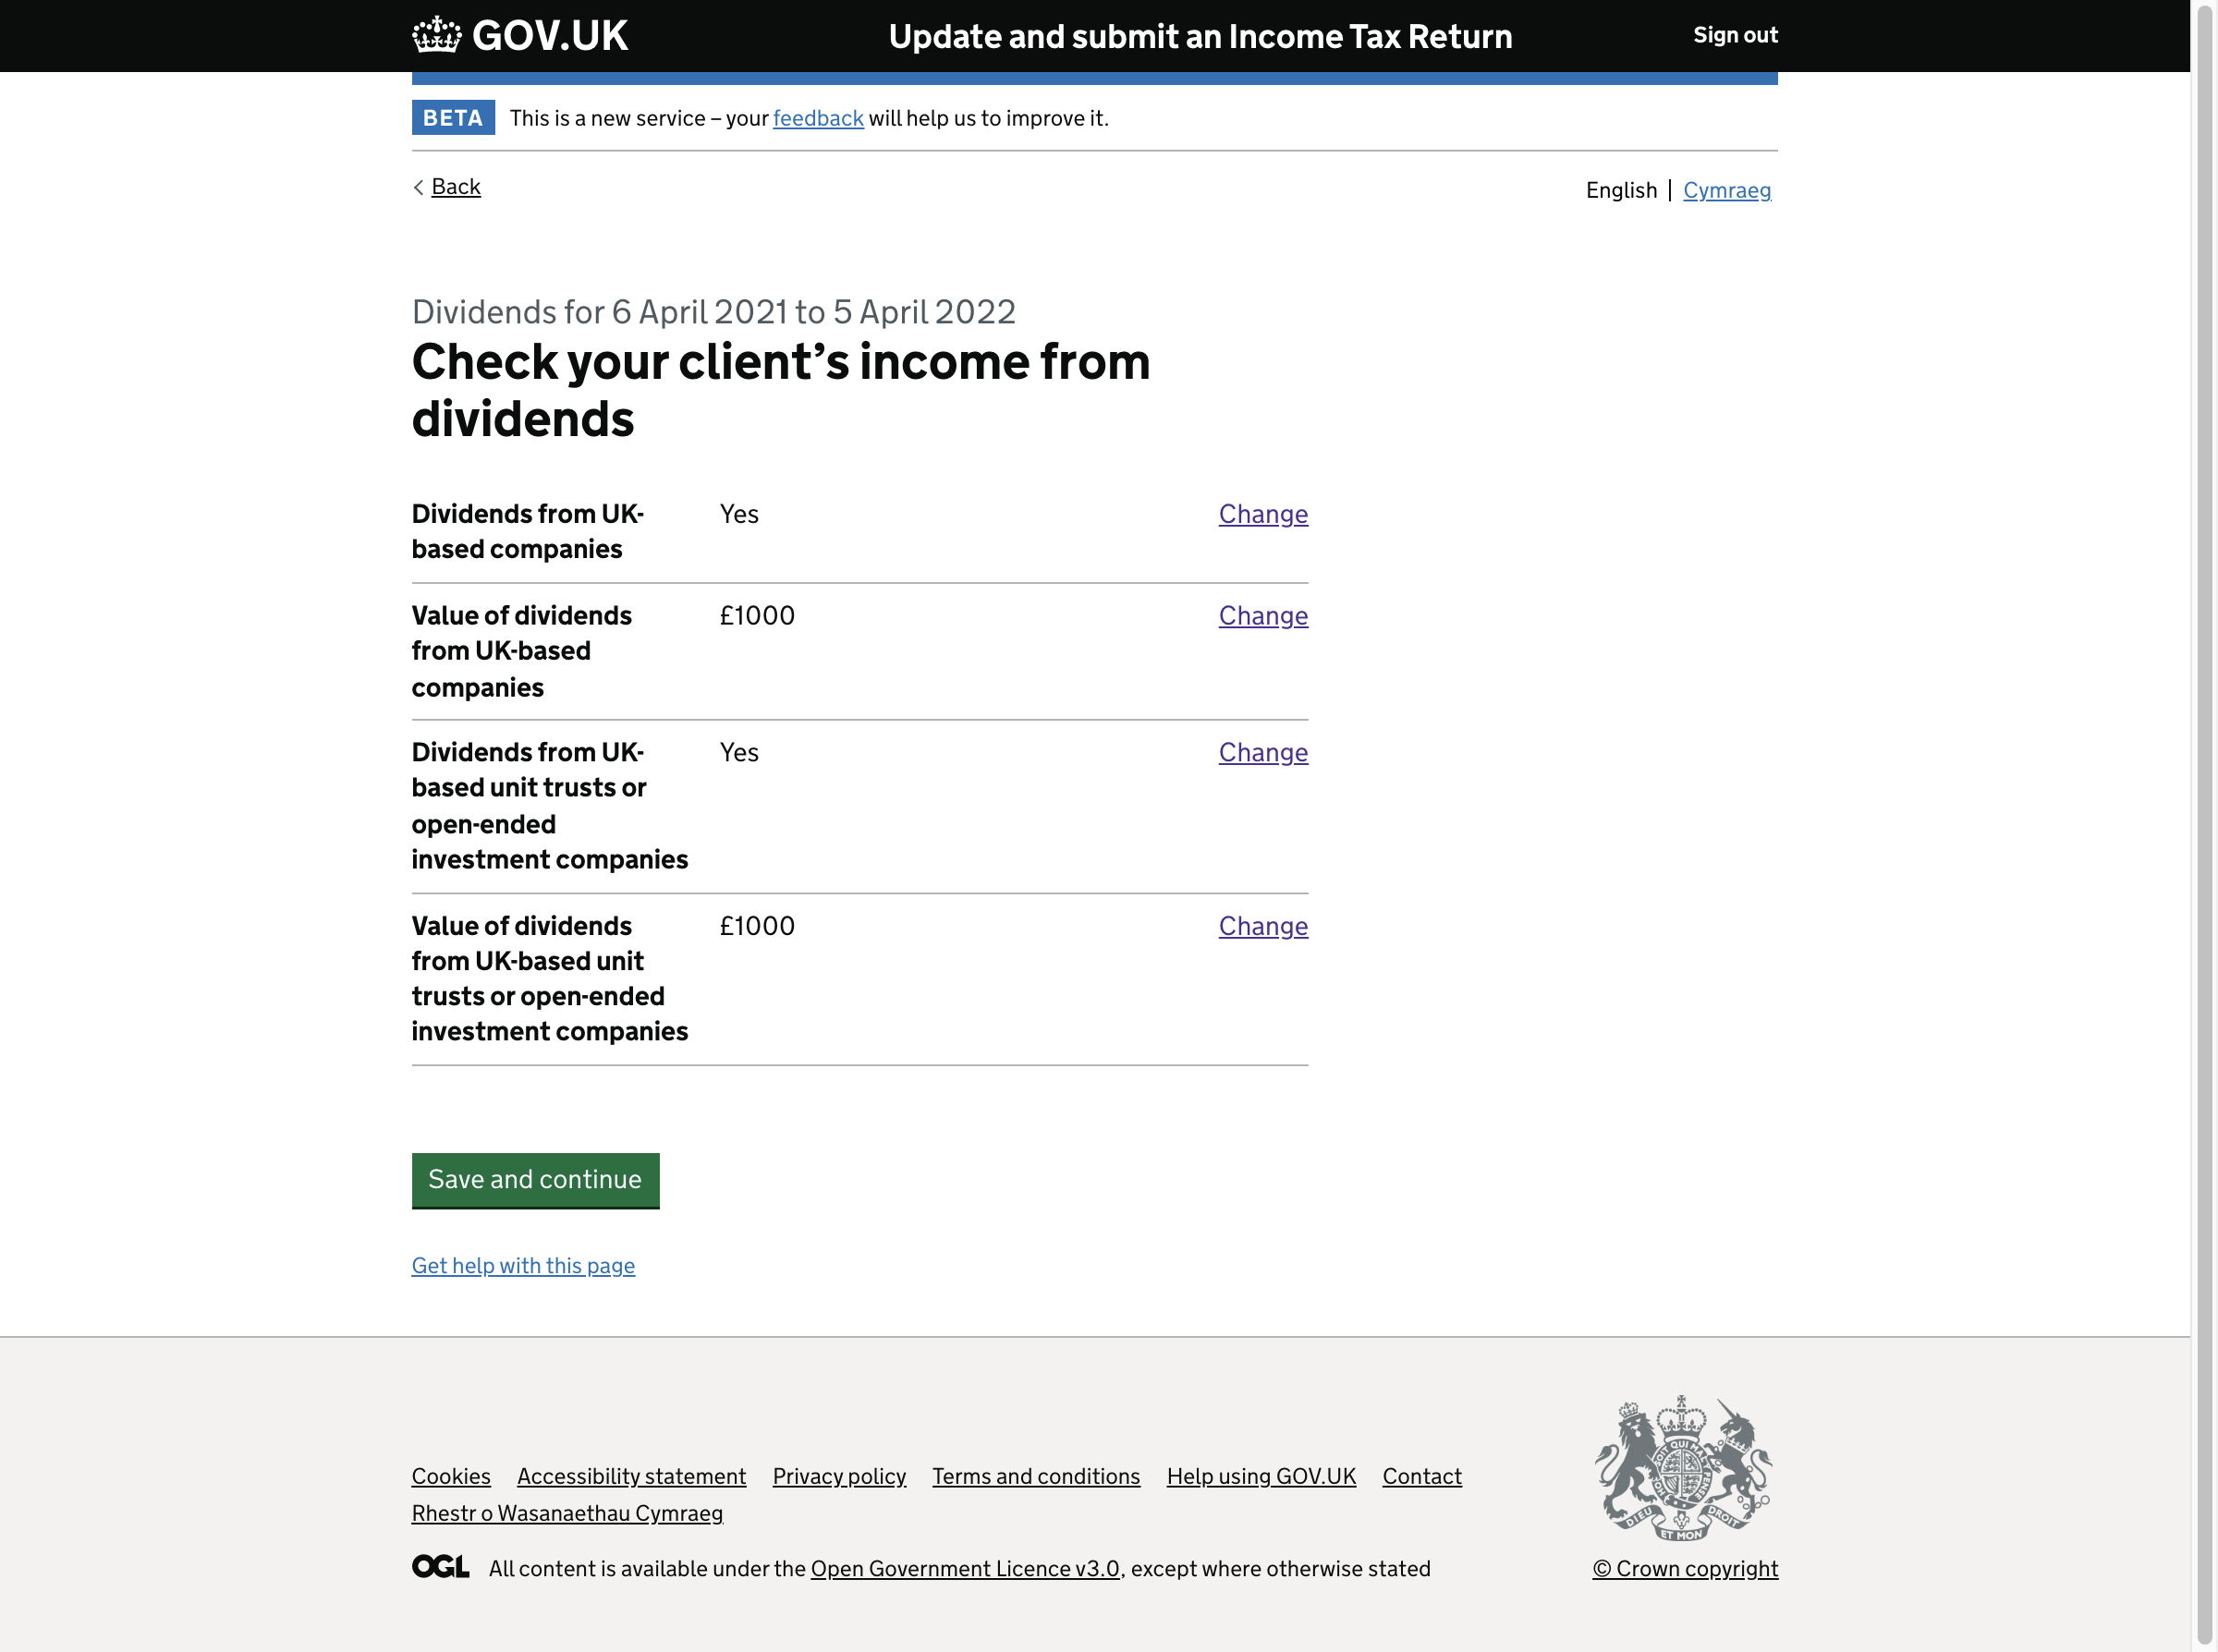 GOV.UK
Update and submit an Income Tax Return
Sign out
BETA
This is a new service – your feedback will help us to improve it.
Back
English | Cymraeg
Dividends for 6 April 2021 to 5 April 2022
Check your client’s income from
dividends
Dividends from UK-
based companies
Yes
Change
Value of dividends
from UK-based
companies
£1000
Change
Dividends from UK-
based unit trusts or
open-ended
investment companies
Yes
Change
Value of dividends
from UK-based unit
trusts or open-ended
investment companies
£1000
Change
Save and continue
Get help with this page
Cookies Accessibility statement Privacy policy Terms and conditions Help using GOV.UK Contact
Rhestr o Wasanaethau Cymraeg
OGL All content is available under the Open Government Licence v3.0, except where otherwise stated
DIEU ET MON DROIT
© Crown copyright